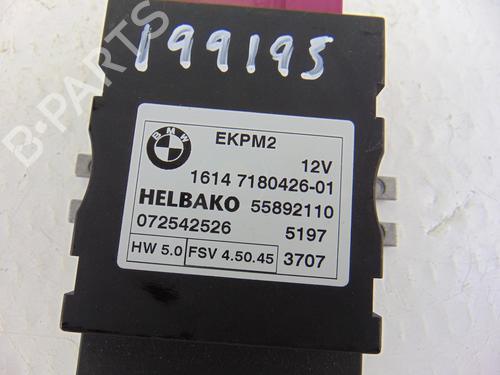 199193
BMW
EKPM2
12V
1614 7180426-01
HELBAKO 55892110
072542526 5197
HW 5.0 FSV 4.50.45 3707
B-PARTS